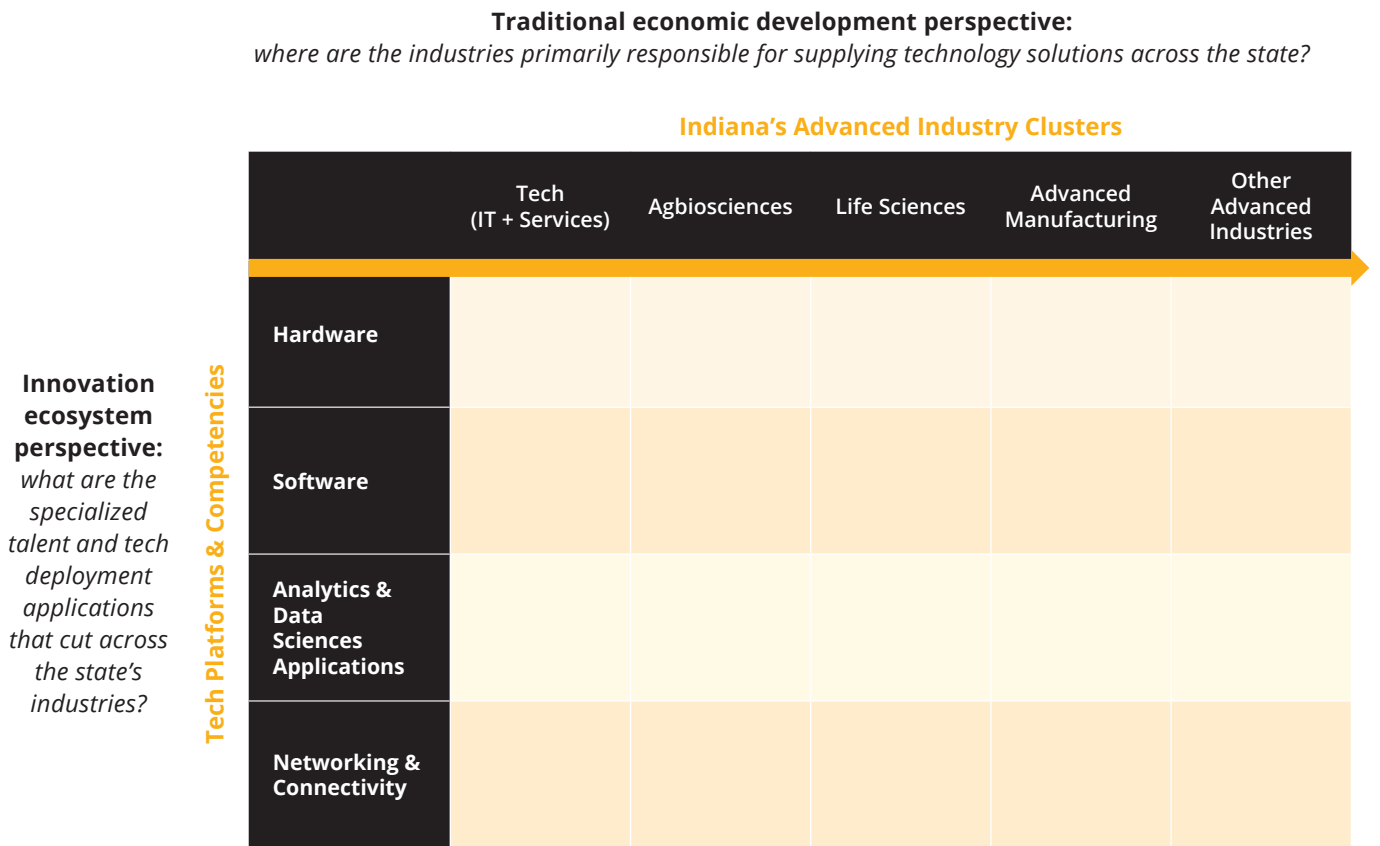 Traditional economic development perspective:
where are the industries primarily responsible for supplying technology solutions across the state?
Indiana’s Advanced Industry Clusters
Tech
(IT + Services)
Agbiosciences
Life Sciences
Advanced
Manufacturing
Other
Advanced
Industries
Innovation
ecosystem
perspective:
what are the
specialized
talent and tech
deployment
applications
that cut across
the state’s
industries?
Tech Platforms & Competencies
Hardware
Software
Analytics &
Data
Sciences
Applications
Networking &
Connectivity